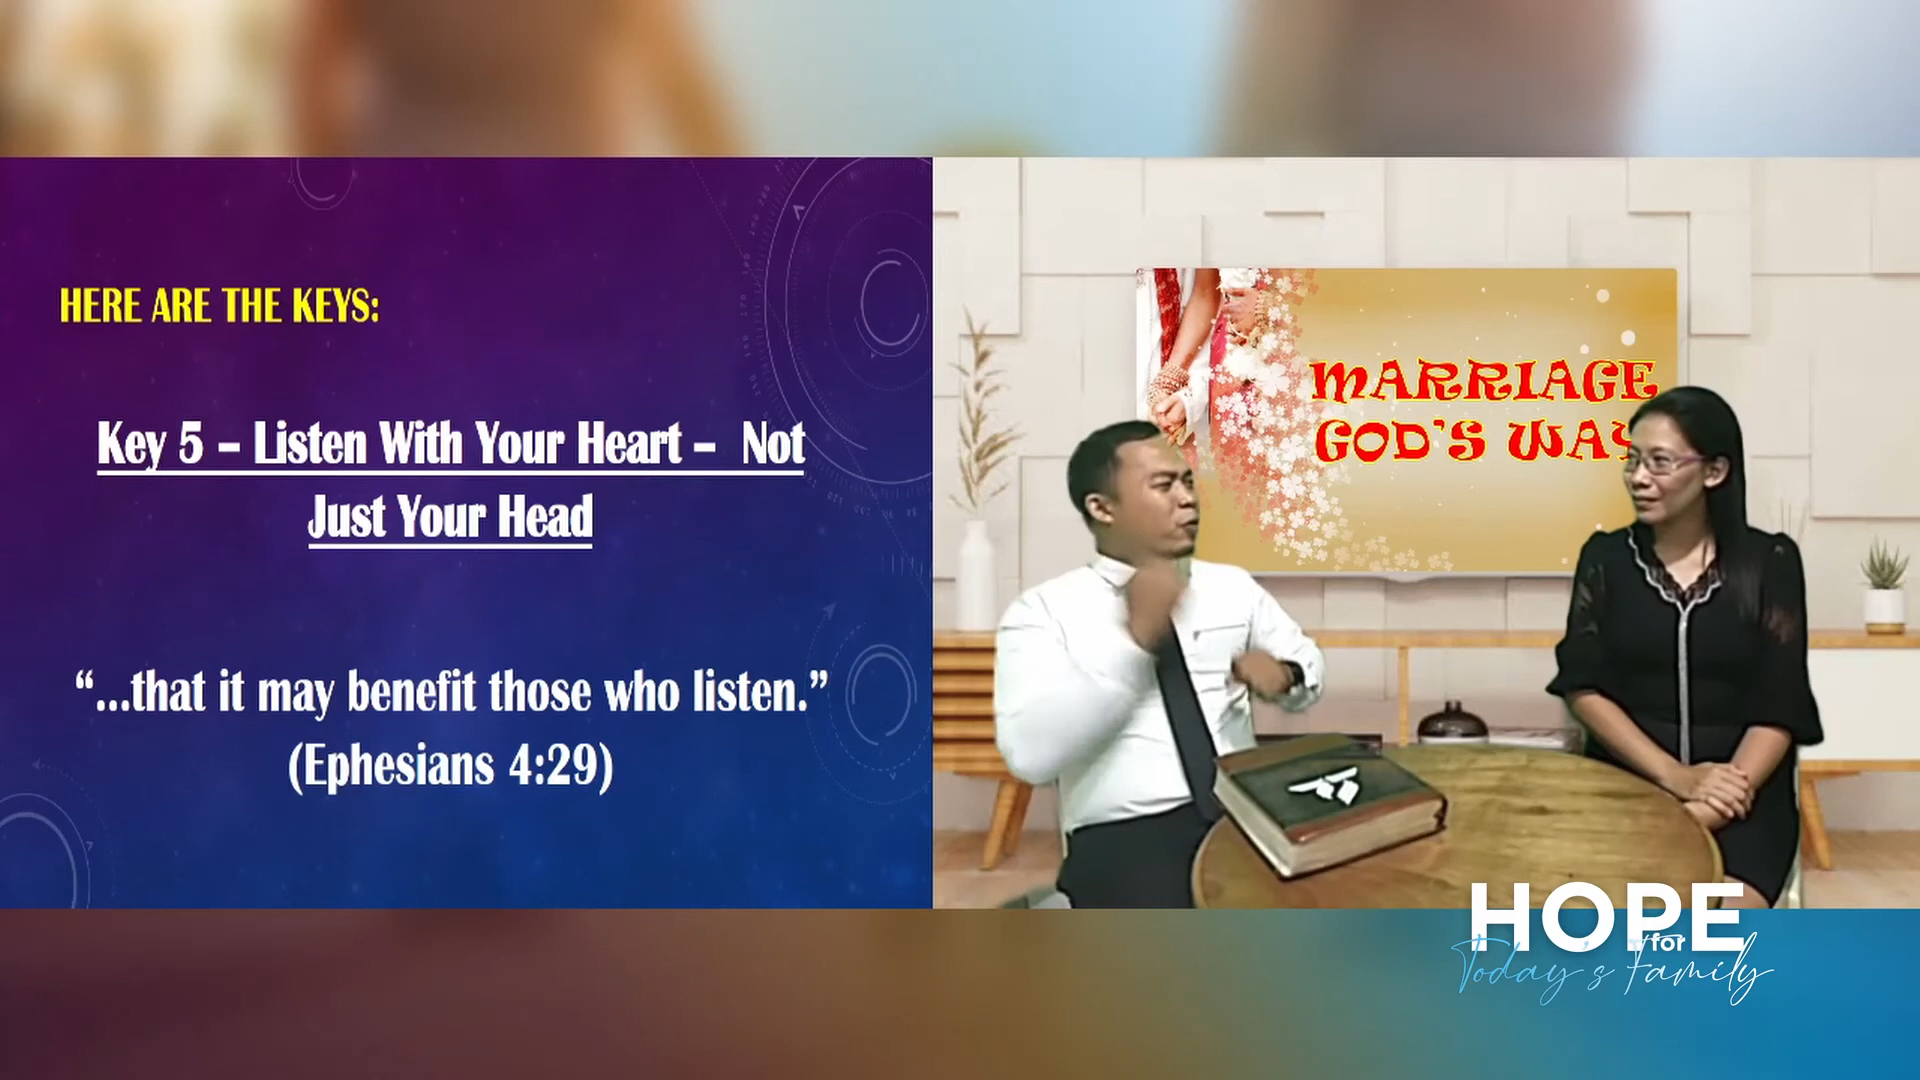 HERE ARE THE KEYS:
Key 5 – Listen With Your Heart – Not
Just Your Head
“...that it may benefit those who listen.”
(Ephesians 4:29)
MARRIAGE
GOD'S WAY
HOPE
for
Today's Family